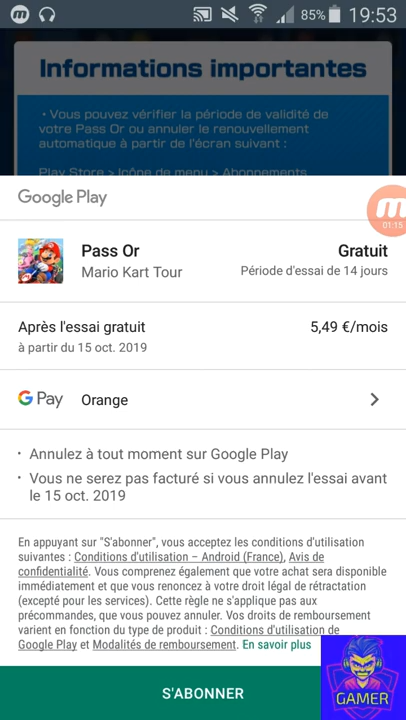 85% 19:53
Informations importantes
• Vous pouvez vérifier la période de validité de
votre Pass Or ou annuler le renouvellement
automatique à partir de l'écran suivant :
Play Store > Icône de menu > Abonnements
Google Play
01:15
Pass Or
Gratuit
Mario Kart Tour
Période d'essai de 14 jours
Après l'essai gratuit
5,49 €/mois
à partir du 15 oct. 2019
G Pay Orange
• Annulez à tout moment sur Google Play
• Vous ne serez pas facturé si vous annulez l'essai avant
le 15 oct. 2019
En appuyant sur "S'abonner", vous acceptez les conditions d'utilisation
suivantes : Conditions d'utilisation – Android (France), Avis de
confidentialité. Vous comprenez également que votre achat sera disponible
immédiatement et que vous renoncez à votre droit légal de rétractation
(excepté pour les services). Cette règle ne s'applique pas aux
précommandes, que vous pouvez annuler. Vos droits de remboursement
varient en fonction du type de produit : Conditions d'utilisation de
Google Play et Modalités de remboursement. En savoir plus
S'ABONNER
GAMER